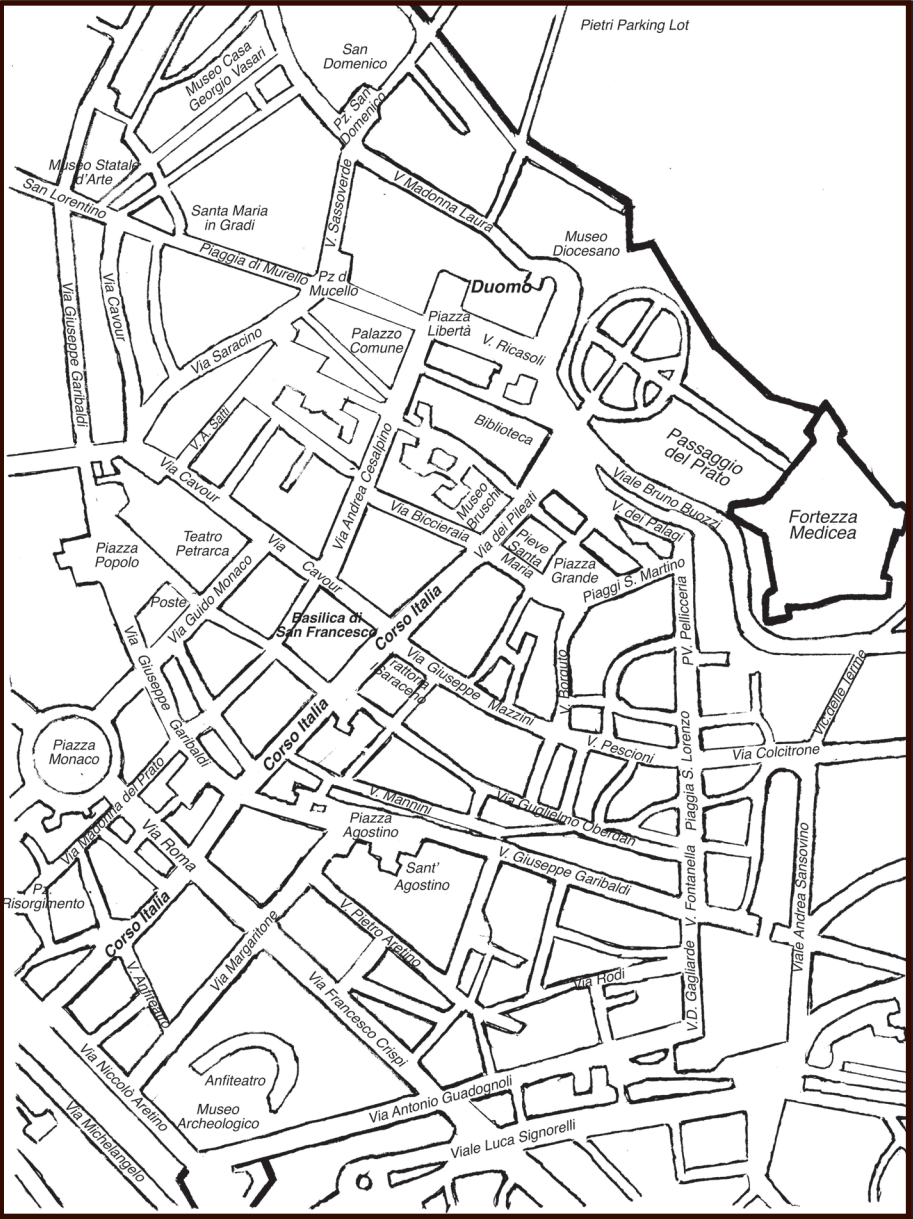 Pietri Parking Lot
San
Domenico
Museo Casa
Georgio Vasari
Pz. San
Domenico
Museo Statale
d'Arte
San Lorentino
V Madonna Laura
V. Sassoverde
Santa Maria
in Gradi
Museo
Diocesano
Piaggia di Murello
Pz di
Mucello
Duomo
Via Giuseppe Garibaldi
Via Cavour
Piazza
Libertà
Palazzo
Comune
V. Ricasoli
Via Saracino
V. A. Saffi
Biblioteca
Passaggio
del Prato
Via Cavour
Via Andrea Cesalpino
Museo
Bruschi
Viale Bruno Buozzi
V. dei Palagi
Fortezza
Medicea
Via Biccieraia
Via dei Pileati
Teatro
Petrarca
Piazza
Popolo
Via
Cavour
Pieve
Santa
Maria
Piazza
Grande
Piaggi S. Martino
Poste
Via Guido Monaco
Basilica di
San Francesco
Corso Italia
PV. Pellicceria
Via Giuseppe Garibaldi
Trattoria
I Saraceno
Via Giuseppe Mazzini
V. Borguto
Vic.delle Terme
Corso Italia
V. Pescioni
Piaggia S. Lorenzo
Via Colcitrone
Piazza
Monaco
Via Madonna del Prato
V. Mannini
Via Guglielmo Oberdan
Piazza
Agostino
Via Roma
Sant'
Agostino
V. Giuseppe Garibaldi
V. Fontanella
Viale Andrea Sansovino
Pz.
Risorgimento
Corso Italia
V. Pietro Aretino
Via Margaritone
V. Anfiteatro
Via Francesco Crispi
Via Rodi
V.D. Gagliarde
Via Niccolò Aretino
Anfiteatro
Museo
Archeologico
Via Antonio Guadognoli
Via Michelangelo
Viale Luca Signorelli